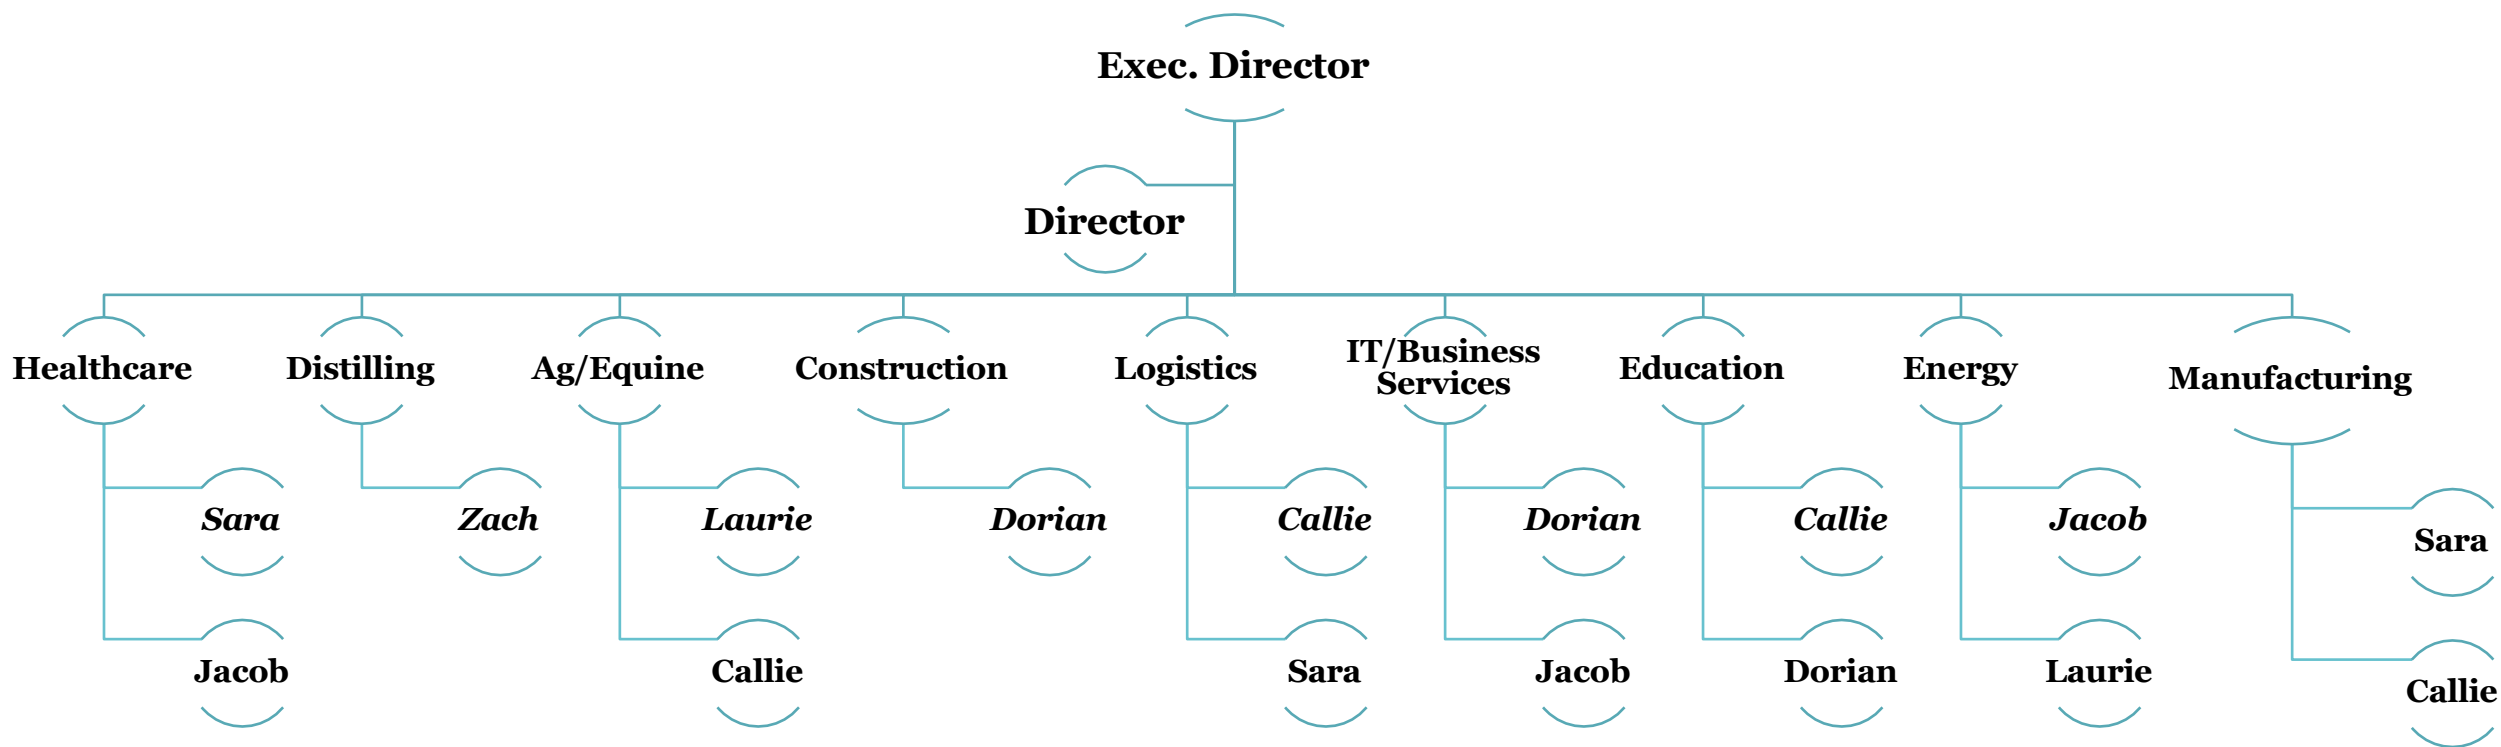 Exec. Director
Director
Healthcare
Distilling
Ag/Equine
Construction
Logistics
IT/Business
Services
Education
Energy
Manufacturing
Sara
Zach
Laurie
Dorian
Callie
Dorian
Callie
Jacob
Sara
Jacob
Callie
Sara
Jacob
Dorian
Laurie
Callie